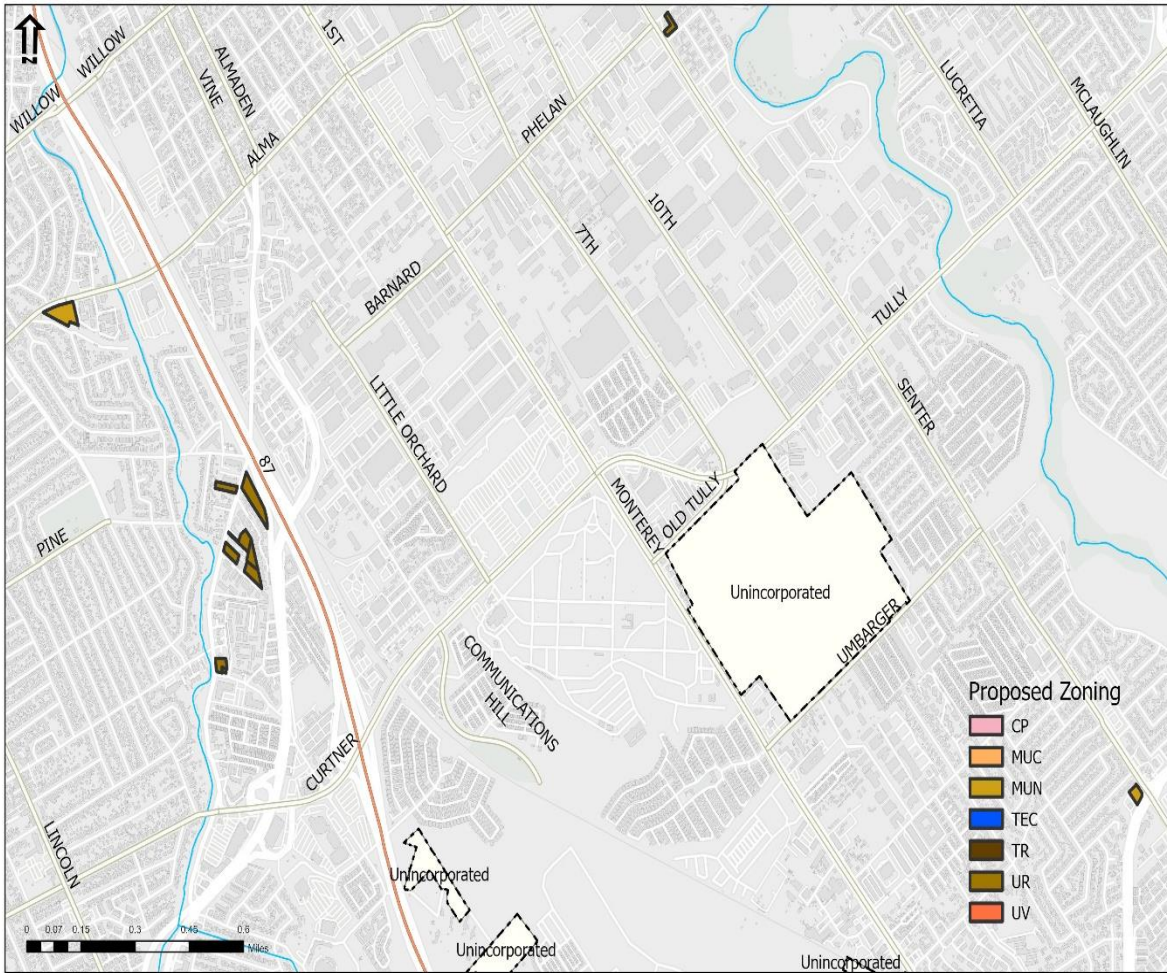 N
WILLOW
WILLOW
VINE
ALMADEN
ALMA
1ST
PHELAN
LUCRETIA
MCLAUGHLIN
BARNARD
7TH
10TH
TULLY
LITTLE ORCHARD
SENTER
87
PINE
MONTEREY
OLD TULLY
Unincorporated
UMBARGER
COMMUNICATIONS
HILL
CURTNER
LINCOLN
Unincorporated
Unincorporated
Unincorporated
Proposed Zoning
CP
MUC
MUN
TEC
TR
UR
UV
0 0.07 0.15 0.3 0.45 0.6
Miles